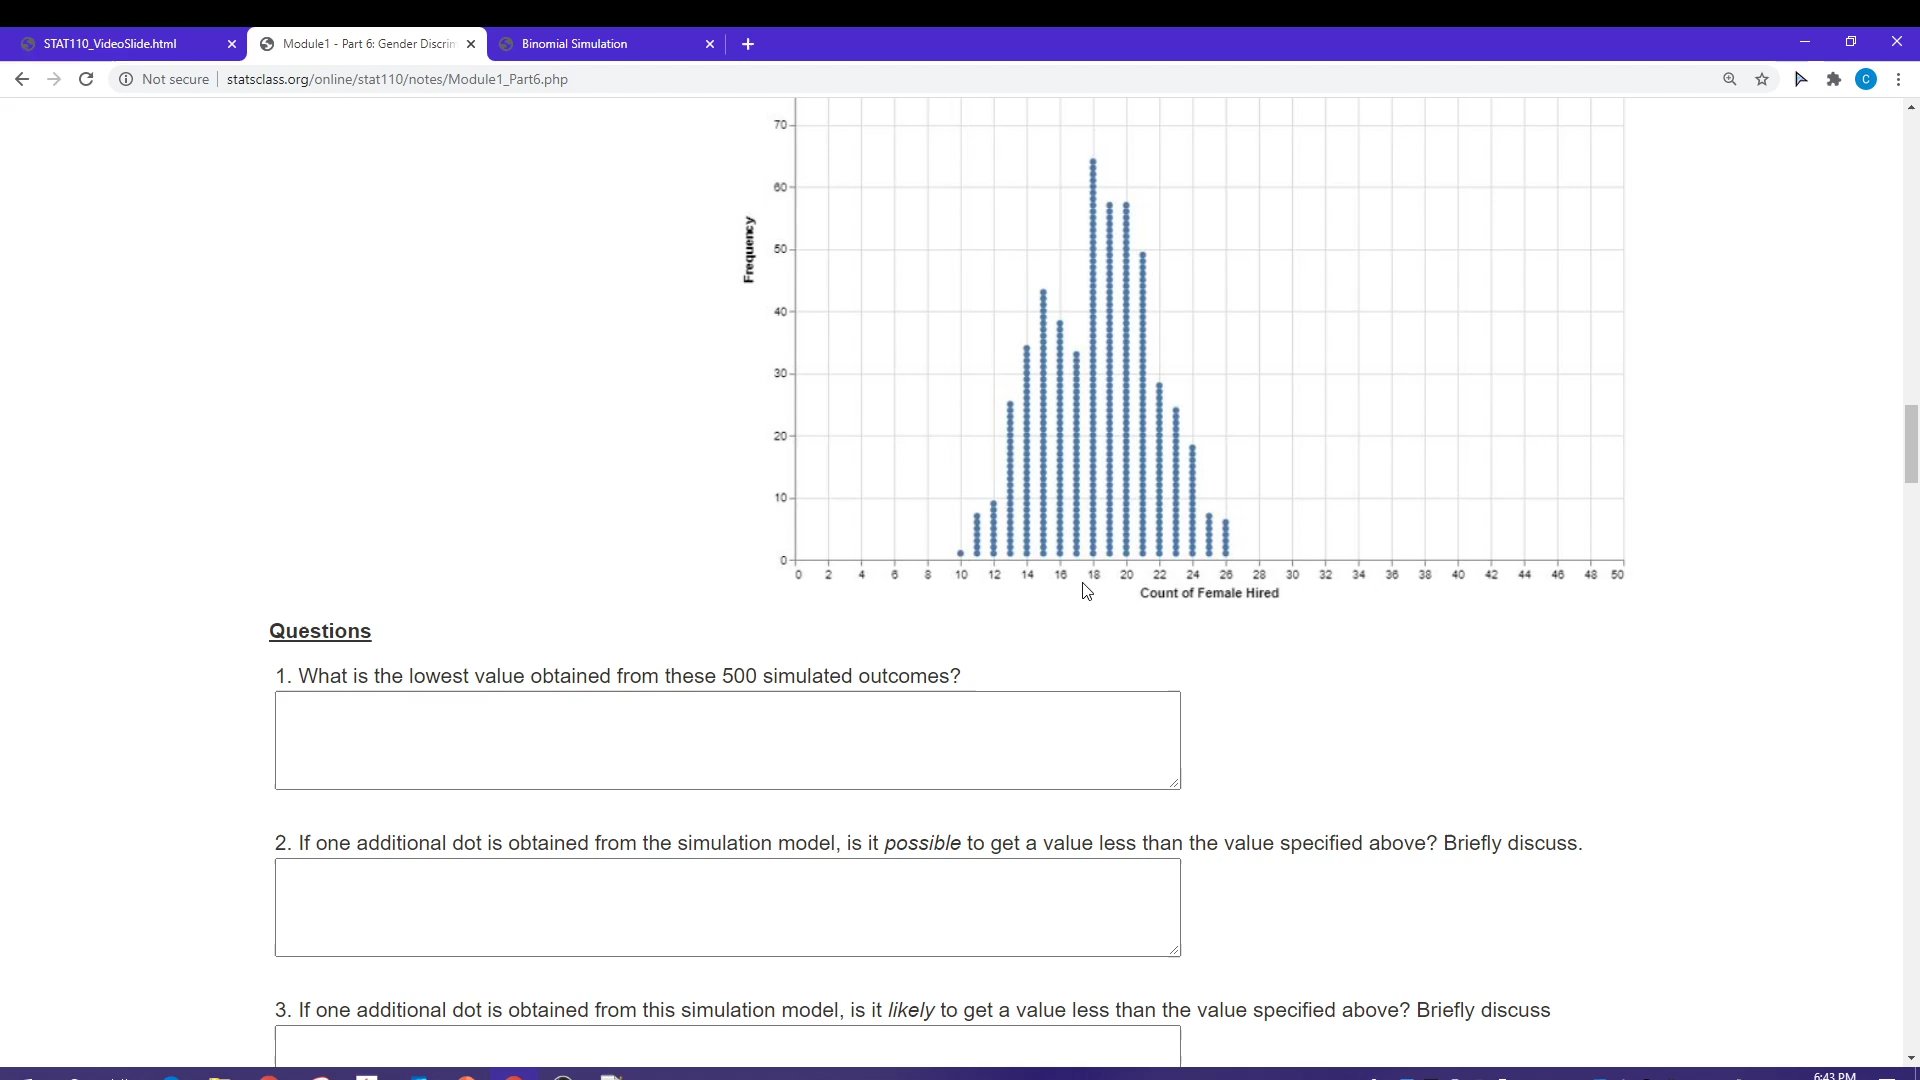 STAT110_VideoSlide.html
Module1 - Part 6: Gender Discrim
Binomial Simulation
Not secure
statsclass.org/online/stat110/notes/Module1_Part6.php
C
70
60
50
40
30
20
10
0
Frequency
0 2 4 6 8 10 12 14 16 18 20 22 24 26 28 30 32 34 36 38 40 42 44 46 48 50
Count of Female Hired
Questions
1. What is the lowest value obtained from these 500 simulated outcomes?
2. If one additional dot is obtained from the simulation model, is it possible to get a value less than the value specified above? Briefly discuss.
3. If one additional dot is obtained from this simulation model, is it likely to get a value less than the value specified above? Briefly discuss
6:43 PM